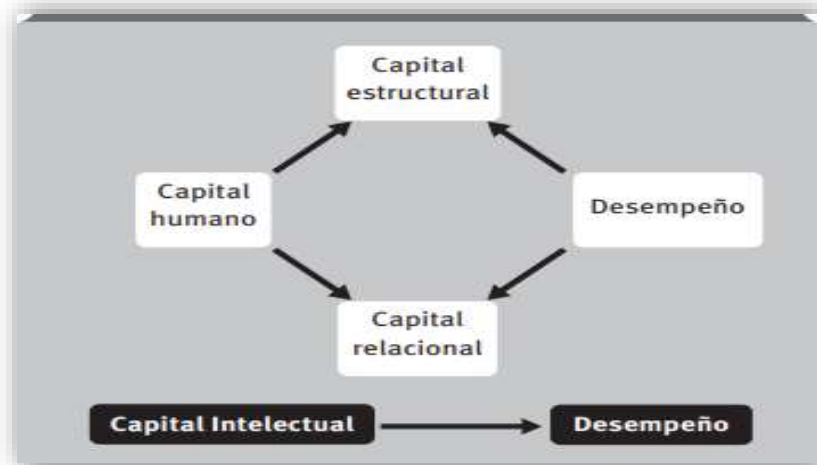 Capital
estructural
Capital
humano
Desempeño
Capital
relacional
Capital Intelectual
Desempeño